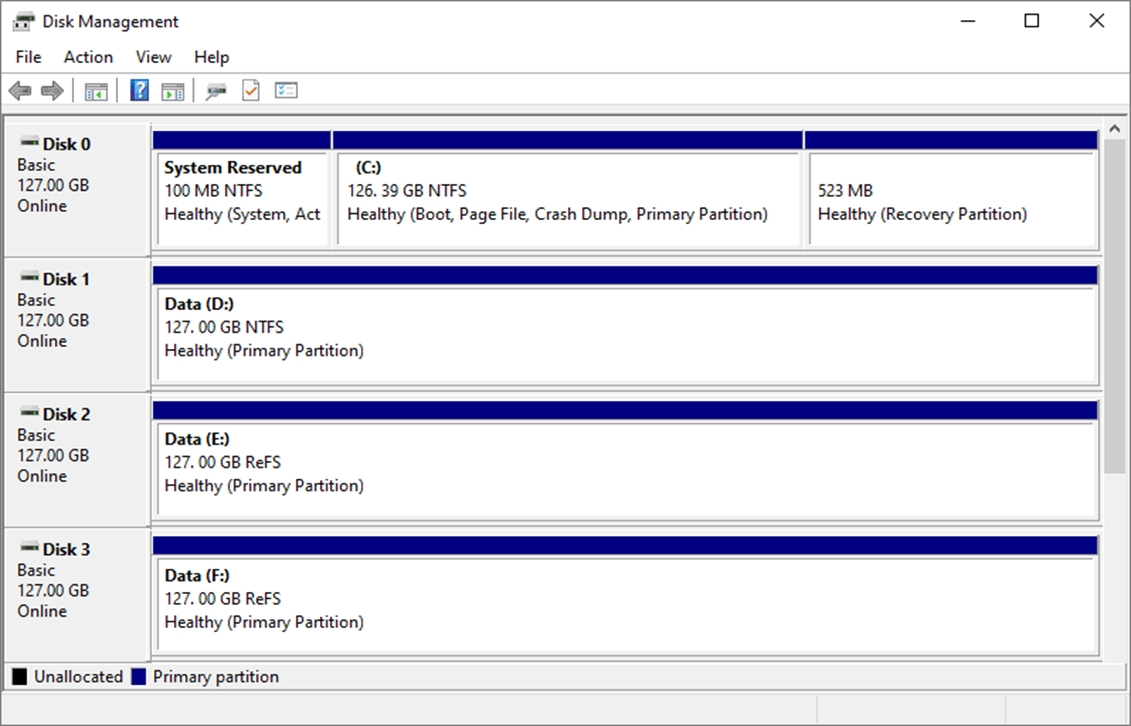 Disk Management
File Action View Help
Disk 0
Basic
127.00 GB
Online
System Reserved
100 MB NTFS
Healthy (System, Act
(C:)
126. 39 GB NTFS
Healthy (Boot, Page File, Crash Dump, Primary Partition)
523 MB
Healthy (Recovery Partition)
Disk 1
Basic
127.00 GB
Online
Data (D:)
127. 00 GB NTFS
Healthy (Primary Partition)
Disk 2
Basic
127.00 GB
Online
Data (E:)
127. 00 GB ReFS
Healthy (Primary Partition)
Disk 3
Basic
127.00 GB
Online
Data (F:)
127. 00 GB ReFS
Healthy (Primary Partition)
Unallocated Primary partition